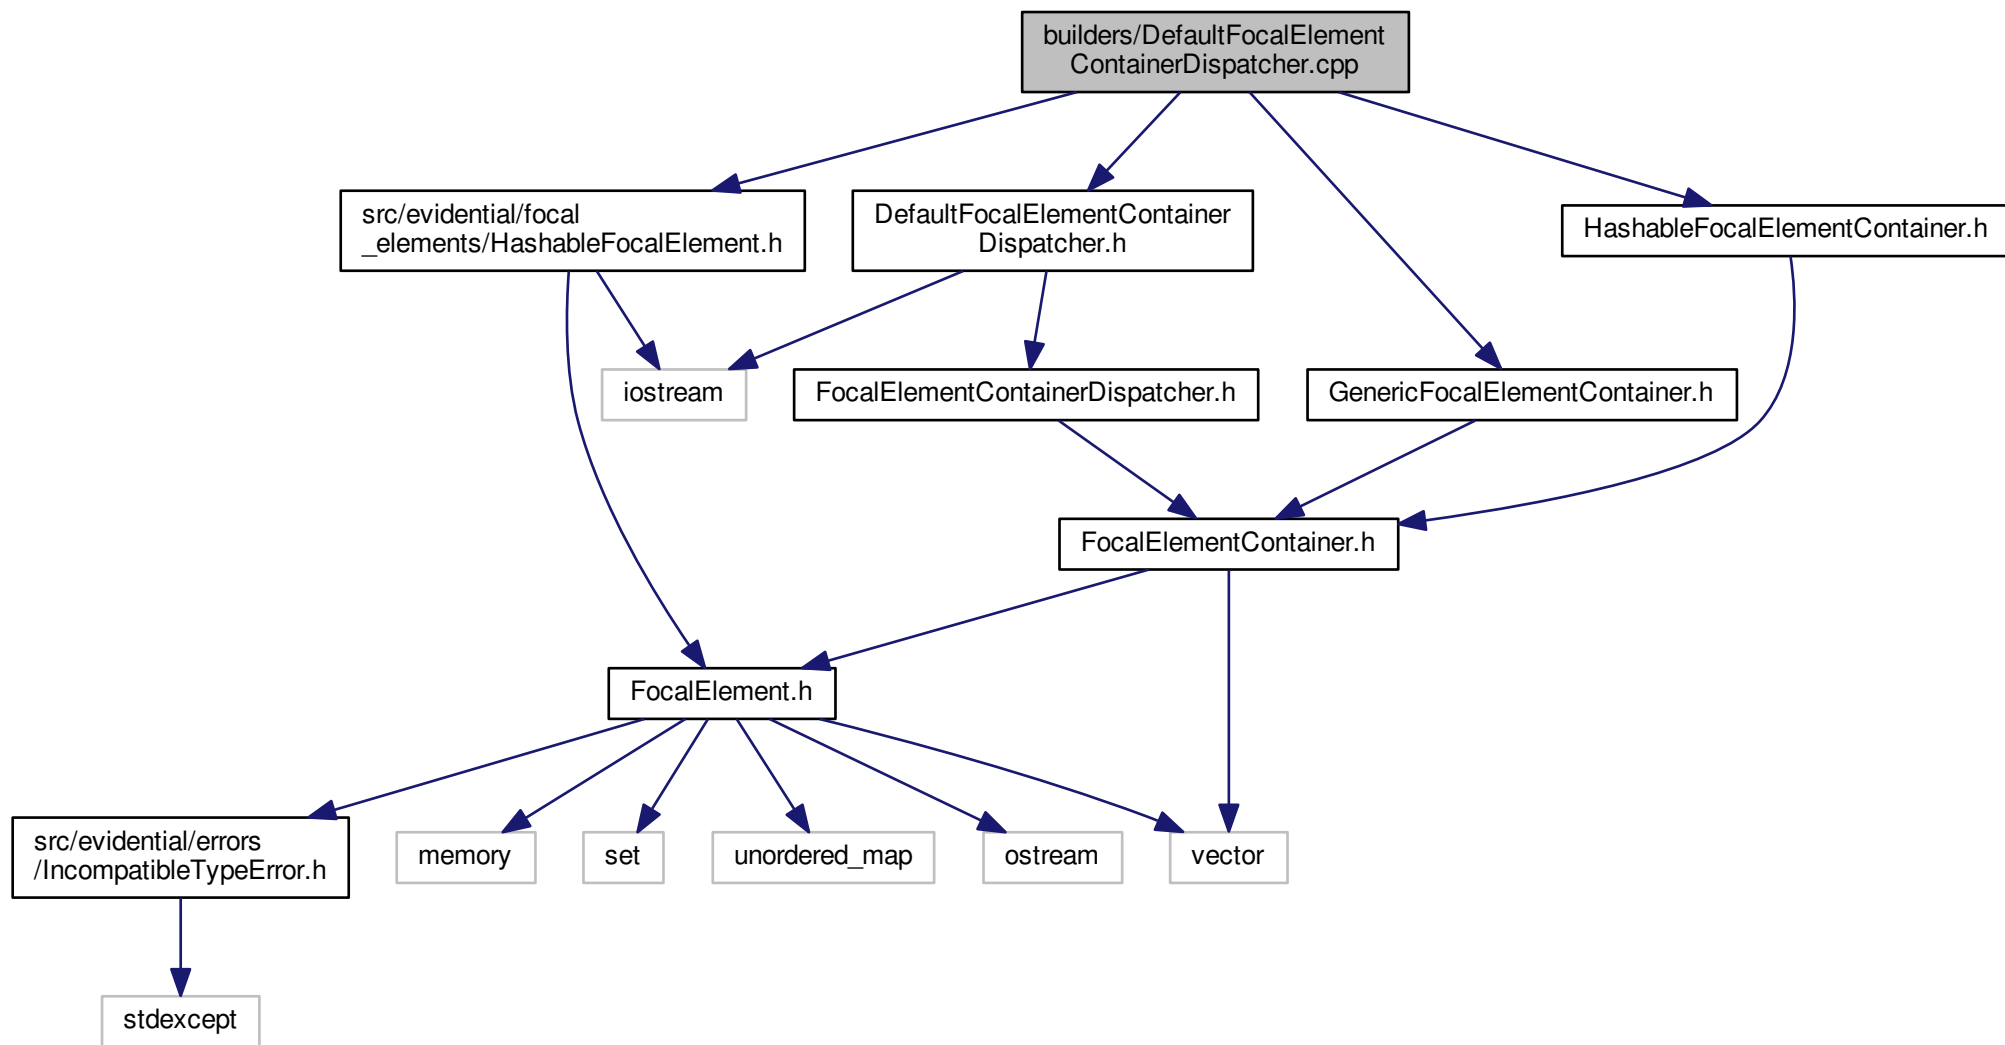 builders/DefaultFocalElement
ContainerDispatcher.cpp
src/evidential/focal
_elements/HashableFocalElement.h
DefaultFocalElementContainer
Dispatcher.h
HashableFocalElementContainer.h
iostream
FocalElementContainerDispatcher.h
GenericFocalElementContainer.h
FocalElementContainer.h
FocalElement.h
src/evidential/errors
/IncompatibleTypeError.h
memory
set
unordered_map
ostream
vector
stdexcept